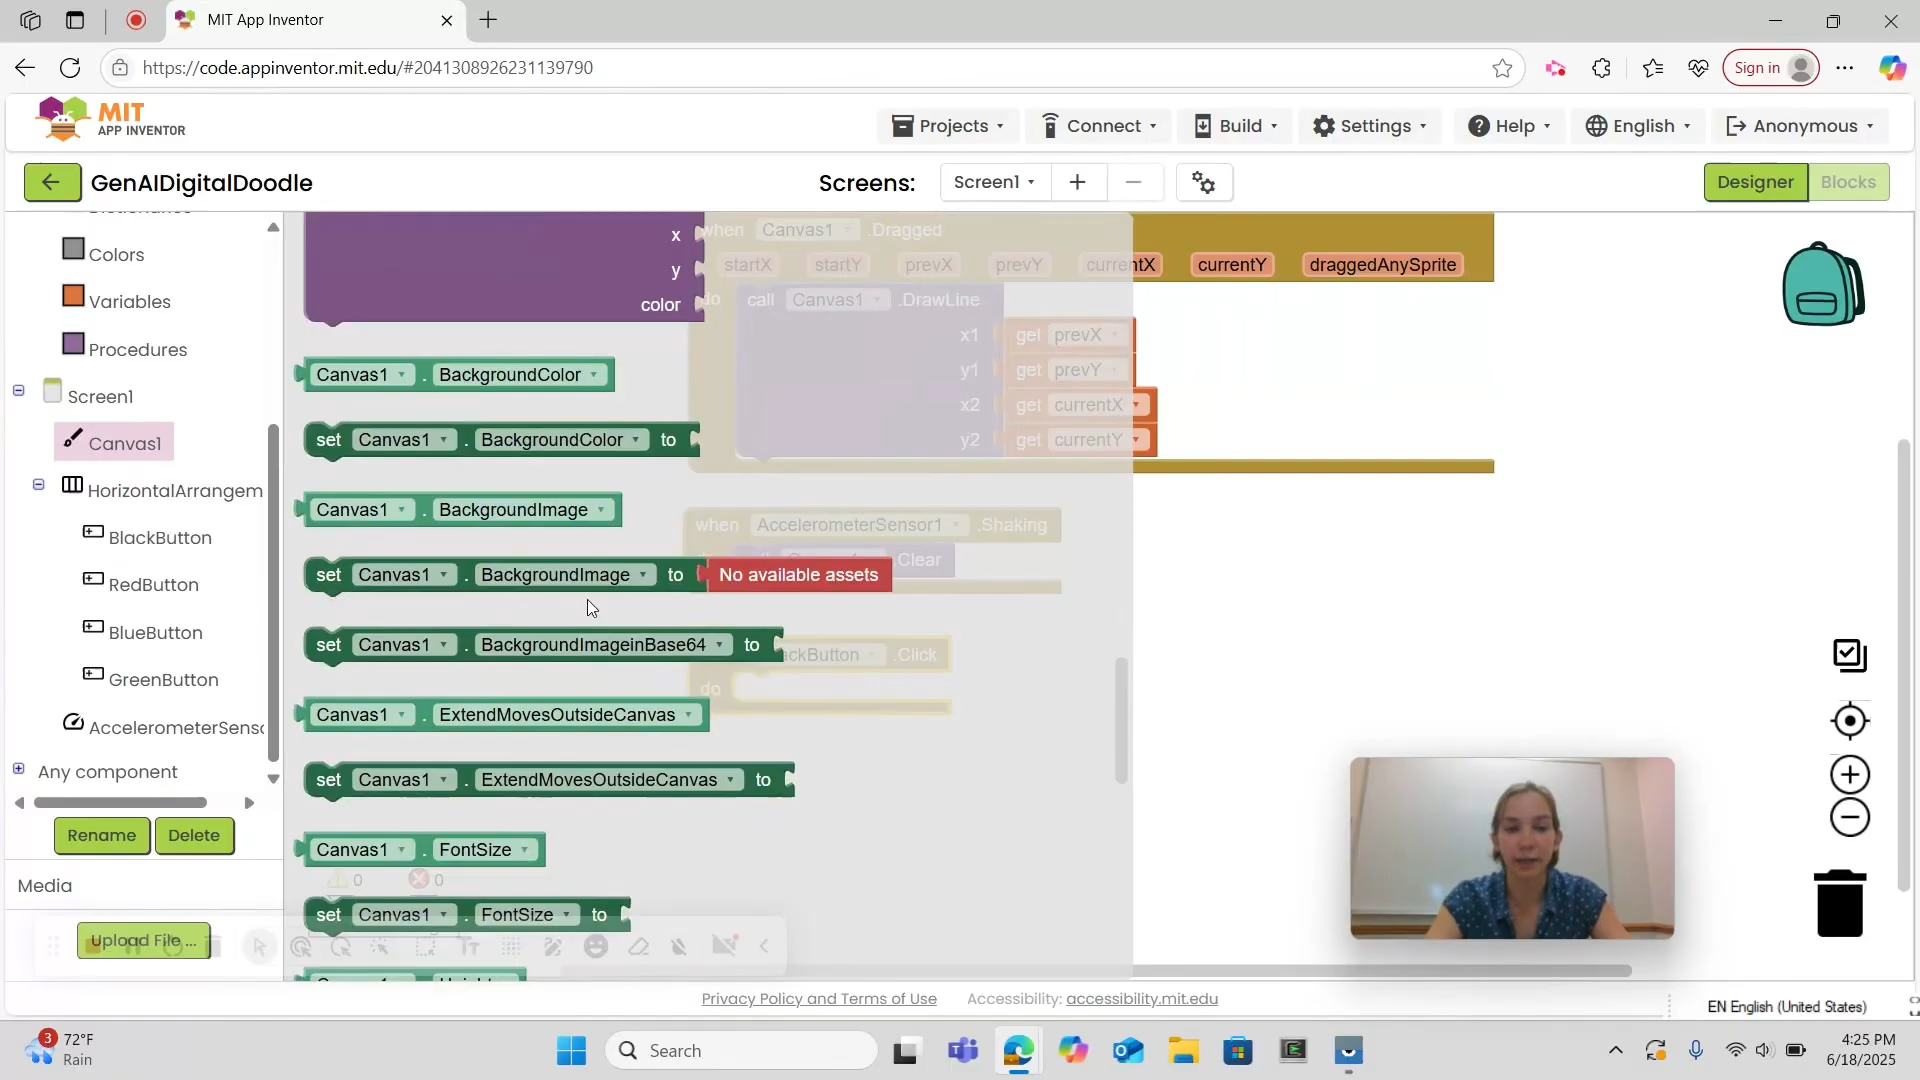 MIT App Inventor
https://code.appinventor.mit.edu/#2041308926231139790
Sign in
MIT
APP INVENTOR
Projects
Connect
Build
Settings
Help
English
Anonymous
GenAIDigitalDoodle
Screens:
Screen1
Designer
Blocks
Dictionaries
Colors
Variables
Procedures
Screen1
Canvas1
HorizontalArrangem
BlackButton
RedButton
BlueButton
GreenButton
AccelerometerSenso
Any component
Rename
Delete
Media
Upload File ...
x
y
color
Canvas1 . BackgroundColor
set Canvas1 . BackgroundColor to
Canvas1 . BackgroundImage
set Canvas1 . BackgroundImage to No available assets
set Canvas1 . BackgroundImageinBase64 to
Canvas1 . ExtendMovesOutsideCanvas
set Canvas1 . ExtendMovesOutsideCanvas to
Canvas1 . FontSize
0 0
set Canvas1 . FontSize to
when Canvas1 .Dragged
startX startY prevX prevY currentX currentY draggedAnySprite
do call Canvas1 .DrawLine
x1 get prevX
y1 get prevY
x2 get currentX
y2 get currentY
when AccelerometerSensor1 .Shaking
Clear
ackButton .Click
do
Privacy Policy and Terms of Use Accessibility: accessibility.mit.edu
EN English (United States)
3
72°F
Rain
Search
4:25 PM
6/18/2025